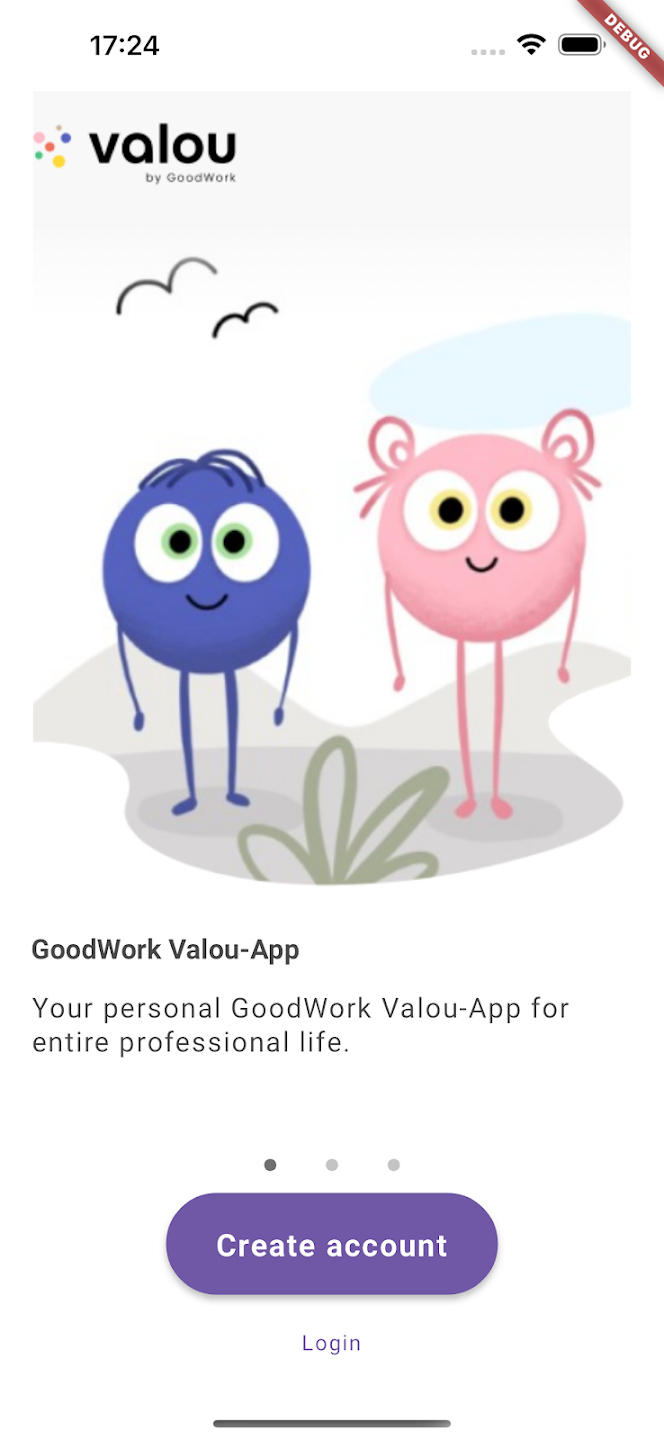 17:24
DEBUG
valou
by GoodWork
GoodWork Valou-App
Your personal GoodWork Valou-App for
entire professional life.
Create account
Login